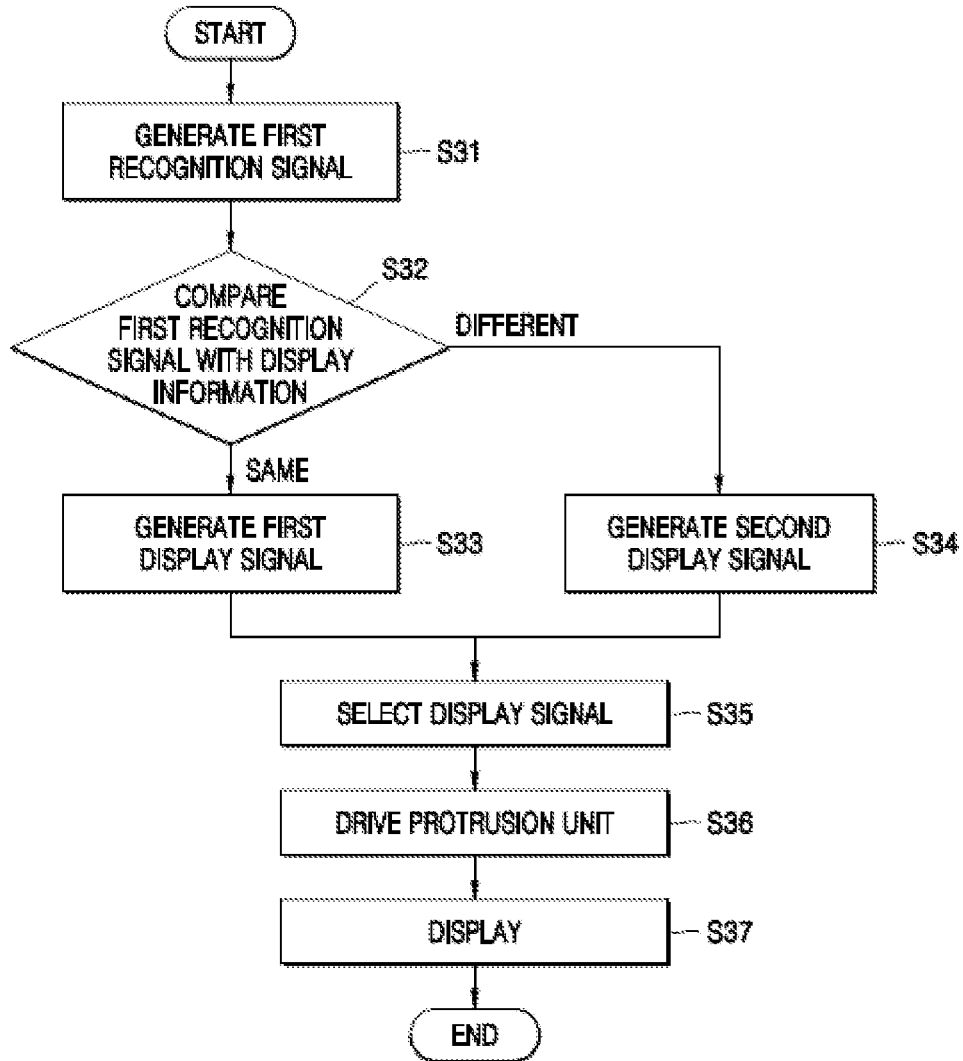 START
GENERATE FIRST
RECOGNITION SIGNAL
S31
S32
COMPARE
FIRST RECOGNITION
SIGNAL WITH DISPLAY
INFORMATION
DIFFERENT
SAME
GENERATE FIRST
DISPLAY SIGNAL
S33
GENERATE SECOND
DISPLAY SIGNAL
S34
SELECT DISPLAY SIGNAL
S35
DRIVE PROTRUSION UNIT
S36
DISPLAY
S37
END